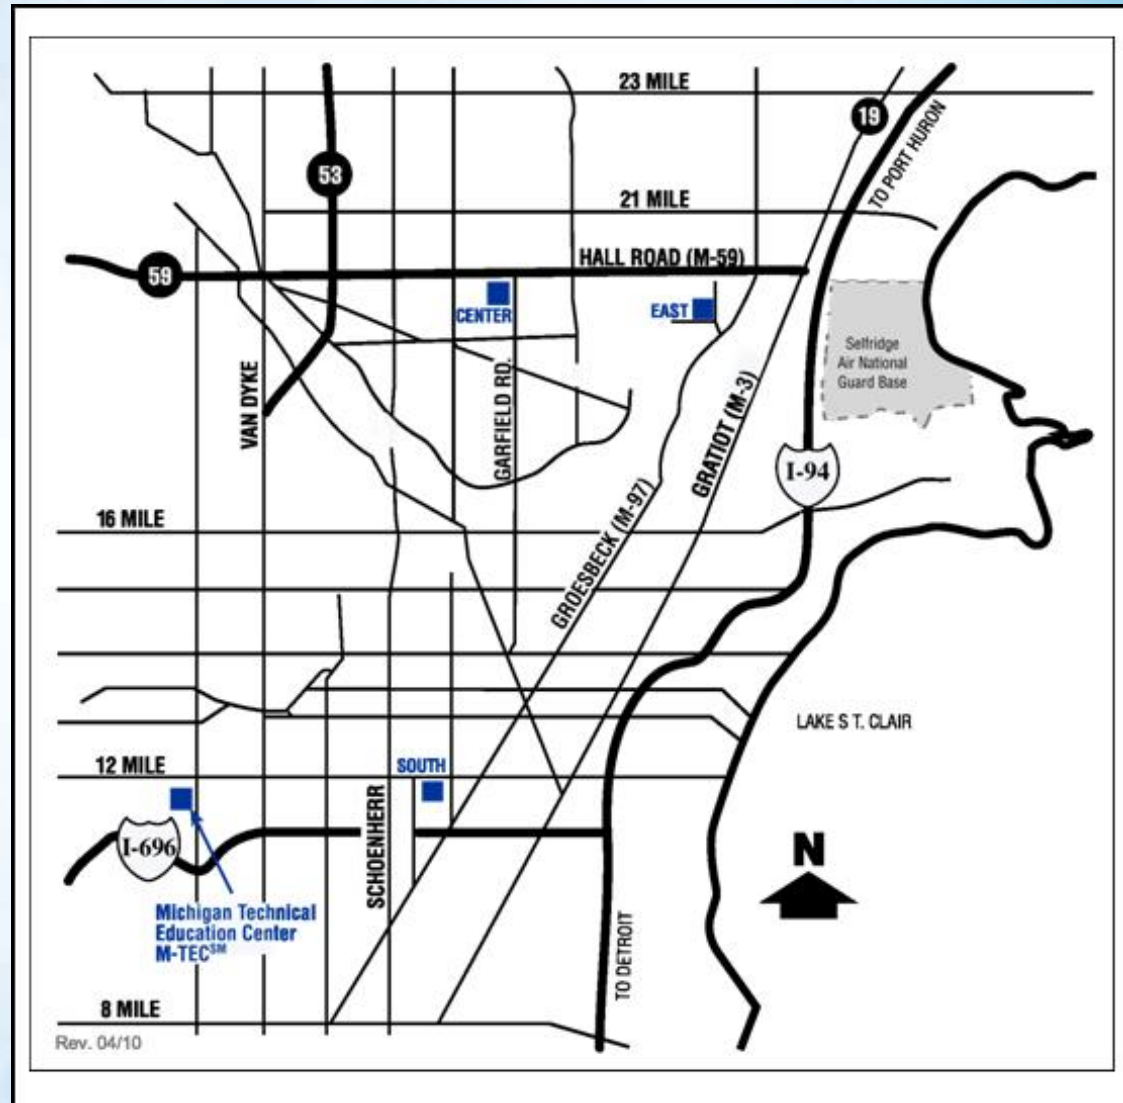 23 MILE
19
53
TO PORT HURON
21 MILE
HALL ROAD (M-59)
59
CENTER
EAST
Selfridge
Air National
Guard Base
VAN DYKE
GARFIELD RD.
GRATIOT (M-3)
I-94
GROESBECK (M-97)
16 MILE
LAKE S T. CLAIR
12 MILE
SOUTH
SCHOENHERR
I-696
N
Michigan Technical
Education Center
M-TEC℠
TO DETROIT
8 MILE
Rev. 04/10